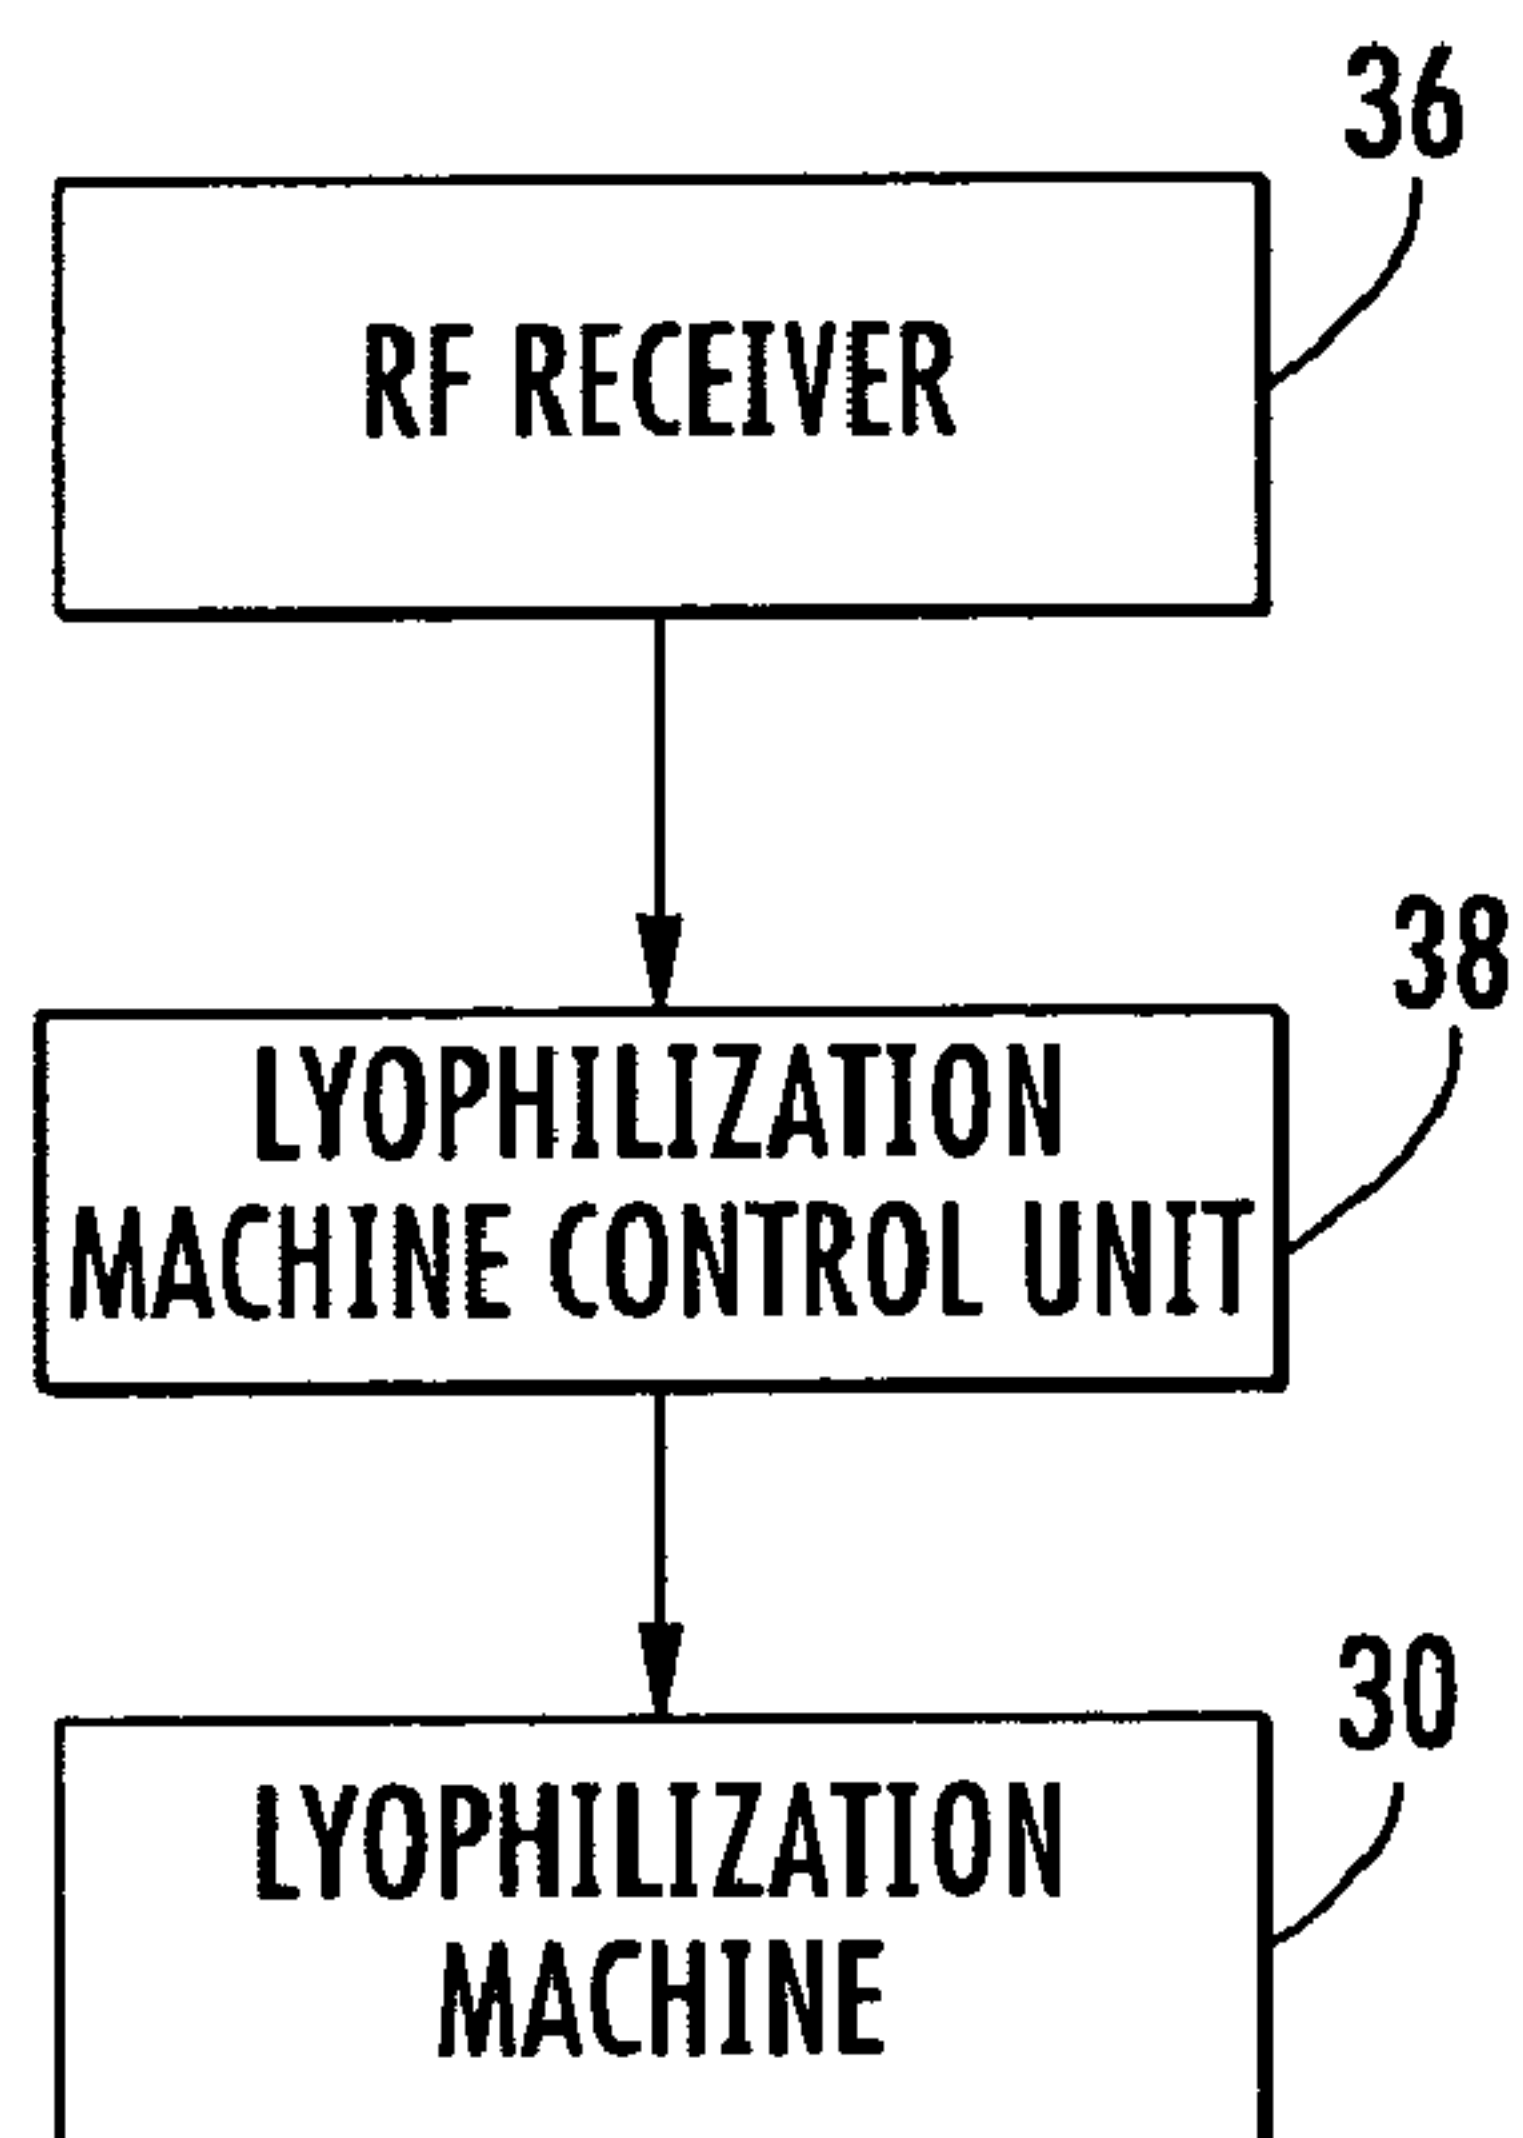 36
RF RECEIVER
38
LYOPHILIZATION
MACHINE CONTROL UNIT
30
LYOPHILIZATION
MACHINE